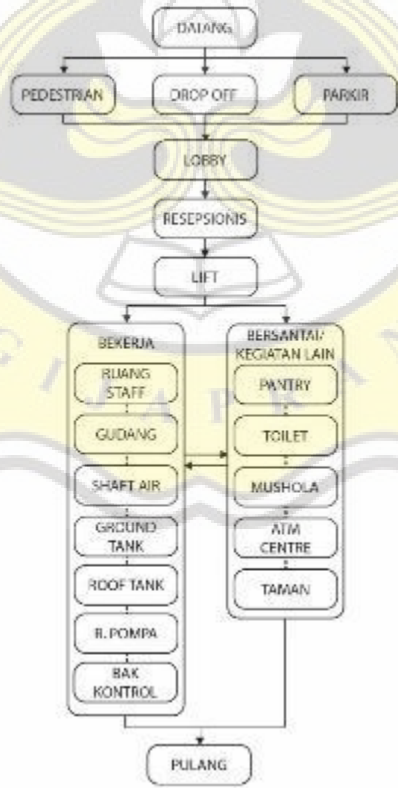 DATANG
PEDESTRIAN
DROP OFF
PARKIR
LOBBY
RESEPSIONIS
LIFT
BEKERJA
RUANG
STAFF
GUDANG
SHAFT AIR
GROUND
TANK
ROOF TANK
R. POMPA
BAK
KONTROL
BERSANTAI/
KEGIATAN LAIN
PANTRY
TOILET
MUSHOLA
ATM
CENTRE
TAMAN
PULANG
G I J A P R A N